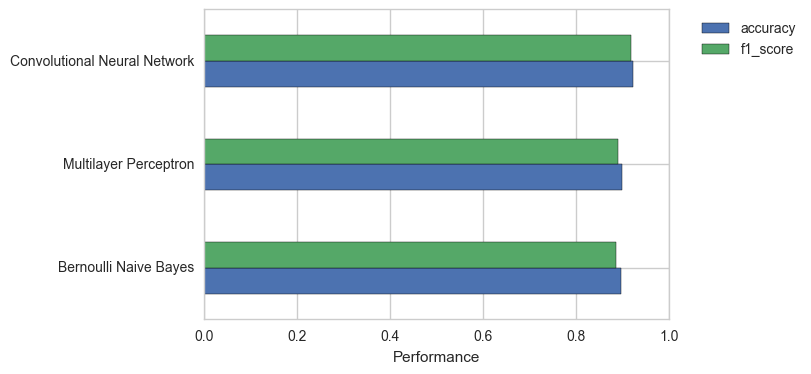 accuracy
f1_score
Convolutional Neural Network
Multilayer Perceptron
Bernoulli Naive Bayes
0.0 0.2 0.4 0.6 0.8 1.0
Performance